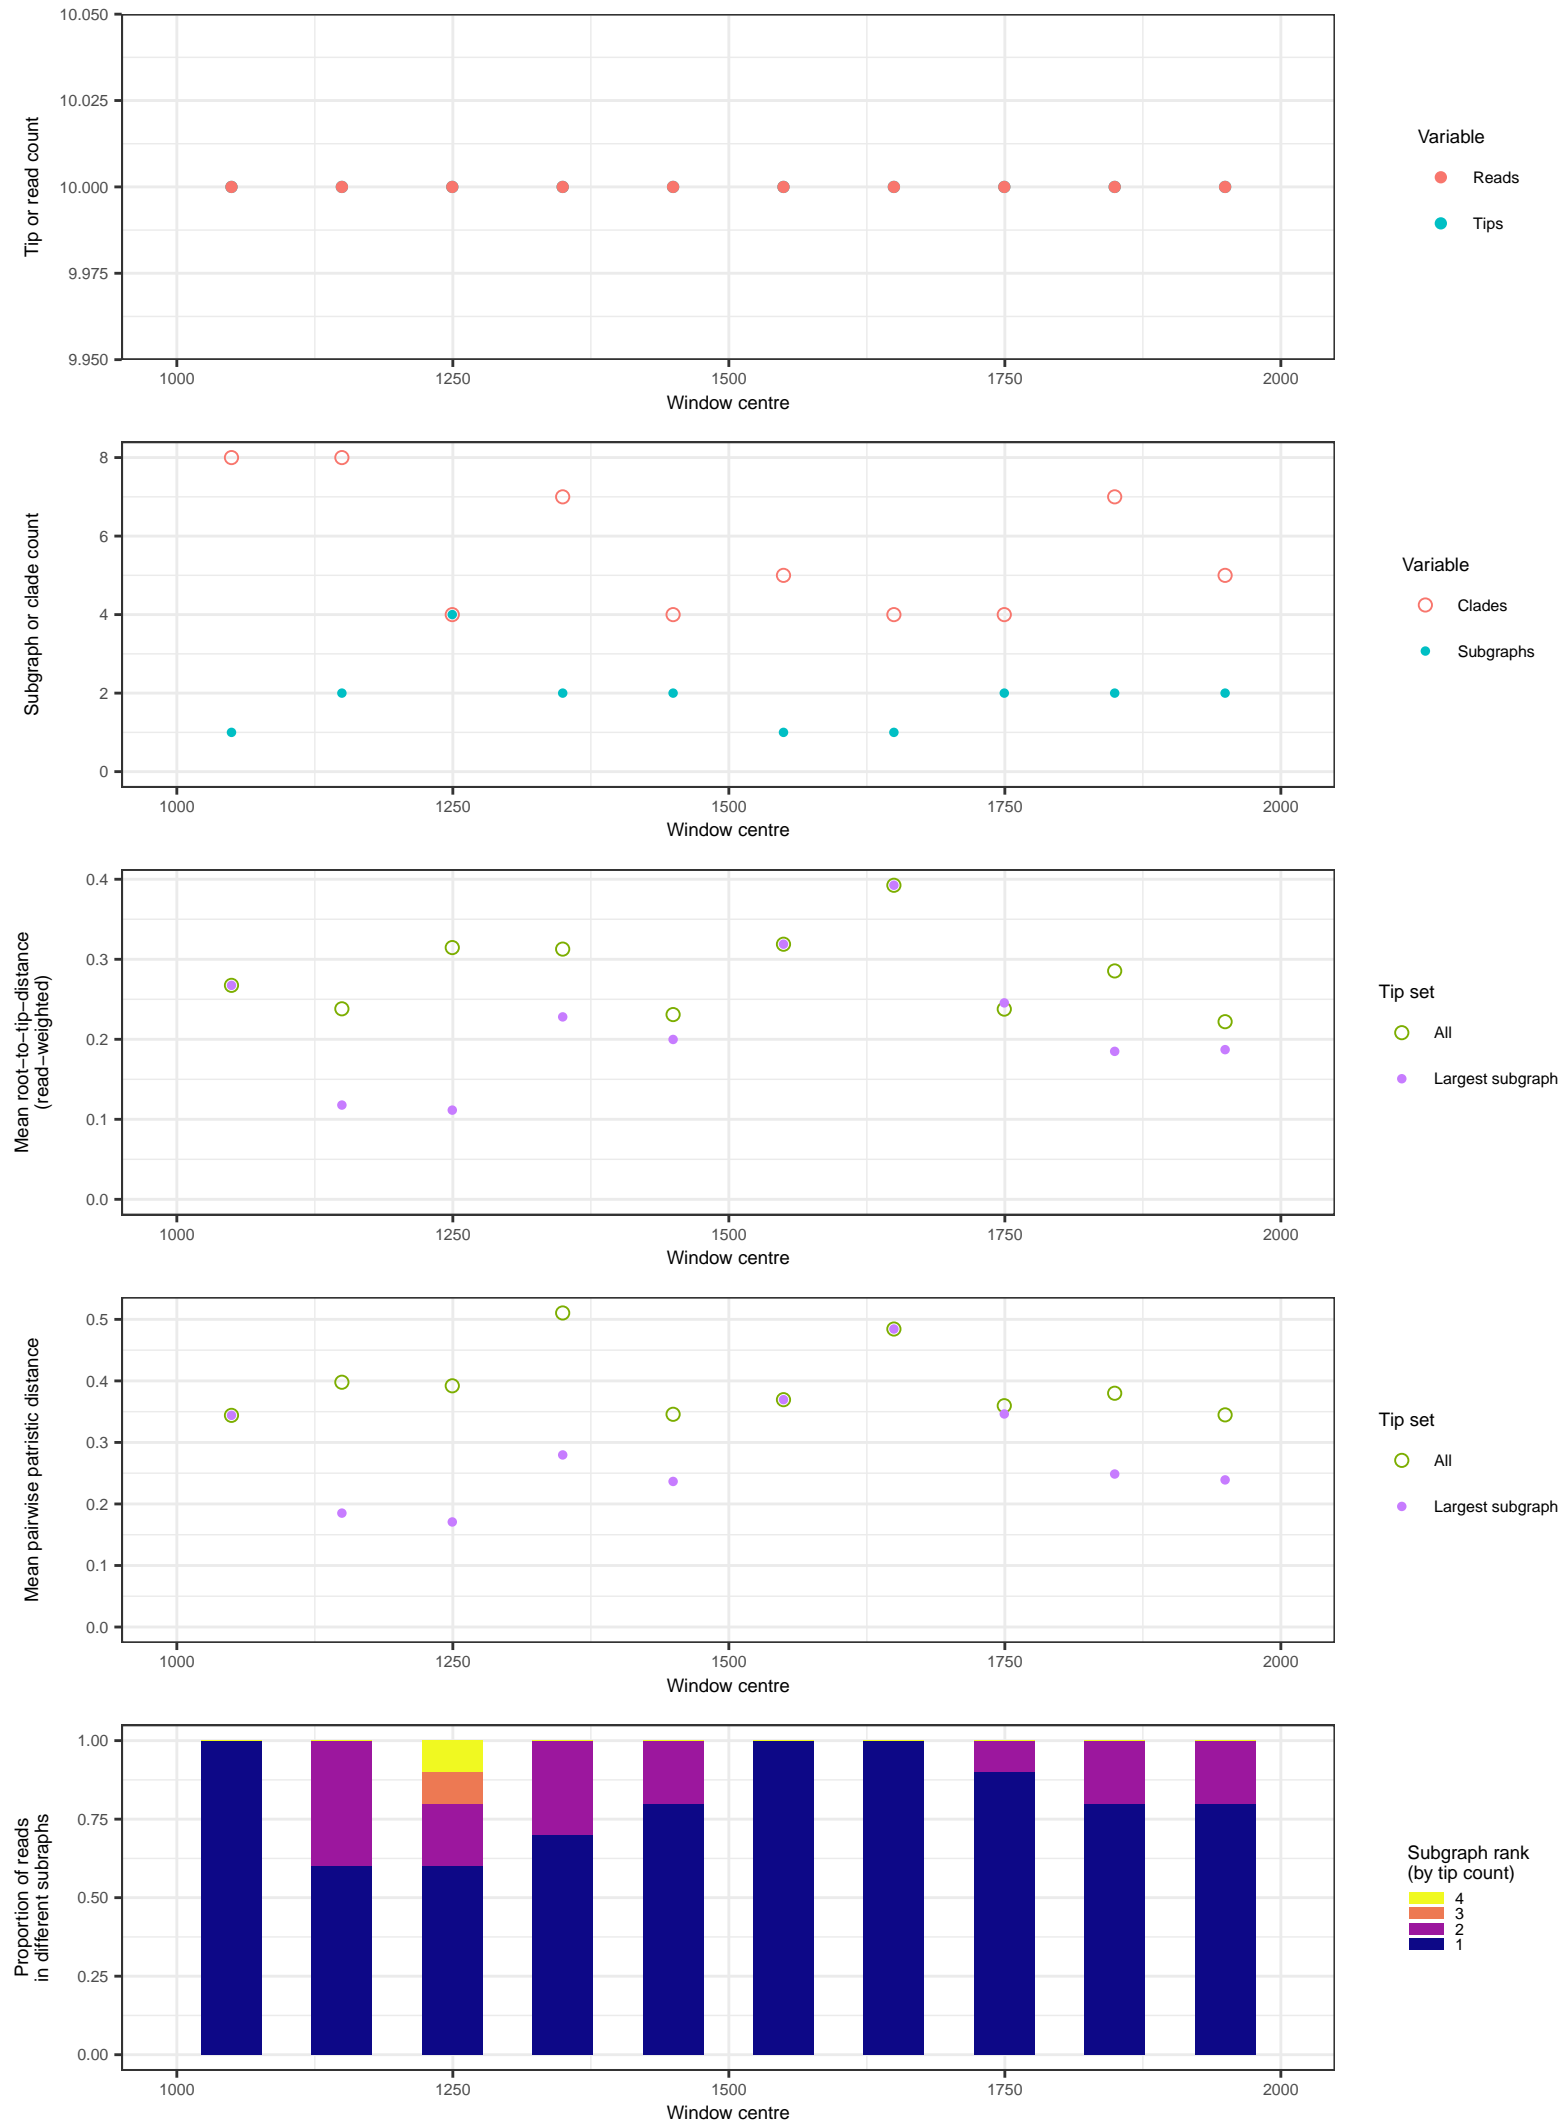 10.050
10.025
10.000
9.975
9.950
Tip or read count
1000 1250 1500 1750 2000
Window centre
Variable
Reads
Tips
8
6
4
2
0
Subgraph or clade count
1000 1250 1500 1750 2000
Window centre
Variable
Clades
Subgraphs
0.4
0.3
0.2
0.1
0.0
Mean root−to−tip−distance
(read−weighted)
1000 1250 1500 1750 2000
Window centre
Tip set
All
Largest subgraph
0.5
0.4
0.3
0.2
0.1
0.0
Mean pairwise patristic distance
1000 1250 1500 1750 2000
Window centre
Tip set
All
Largest subgraph
1.00
0.75
0.50
0.25
0.00
Proportion of reads
in different subraphs
1000 1250 1500 1750 2000
Window centre
Subgraph rank
(by tip count)
4
3
2
1